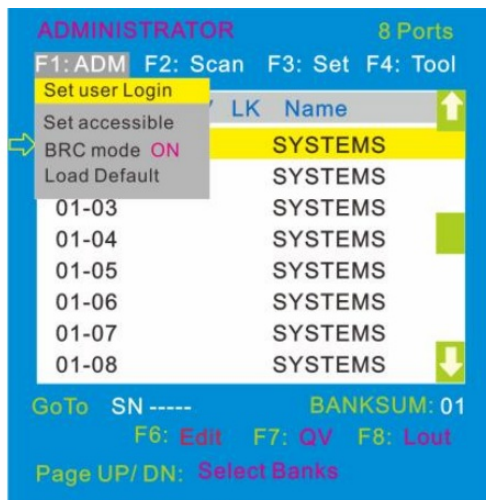 ADMINISTRATOR 8 Ports
F1: ADM F2: Scan F3: Set F4: Tool
Set user Login
LK Name
Set accessible
BRC mode ON SYSTEMS
Load Default SYSTEMS
01-03 SYSTEMS
01-04 SYSTEMS
01-05 SYSTEMS
01-06 SYSTEMS
01-07 SYSTEMS
01-08 SYSTEMS
GoTo SN ----- BANKSUM: 01
F6: Edit F7: QV F8: Lout
Page UP/ DN: Select Banks